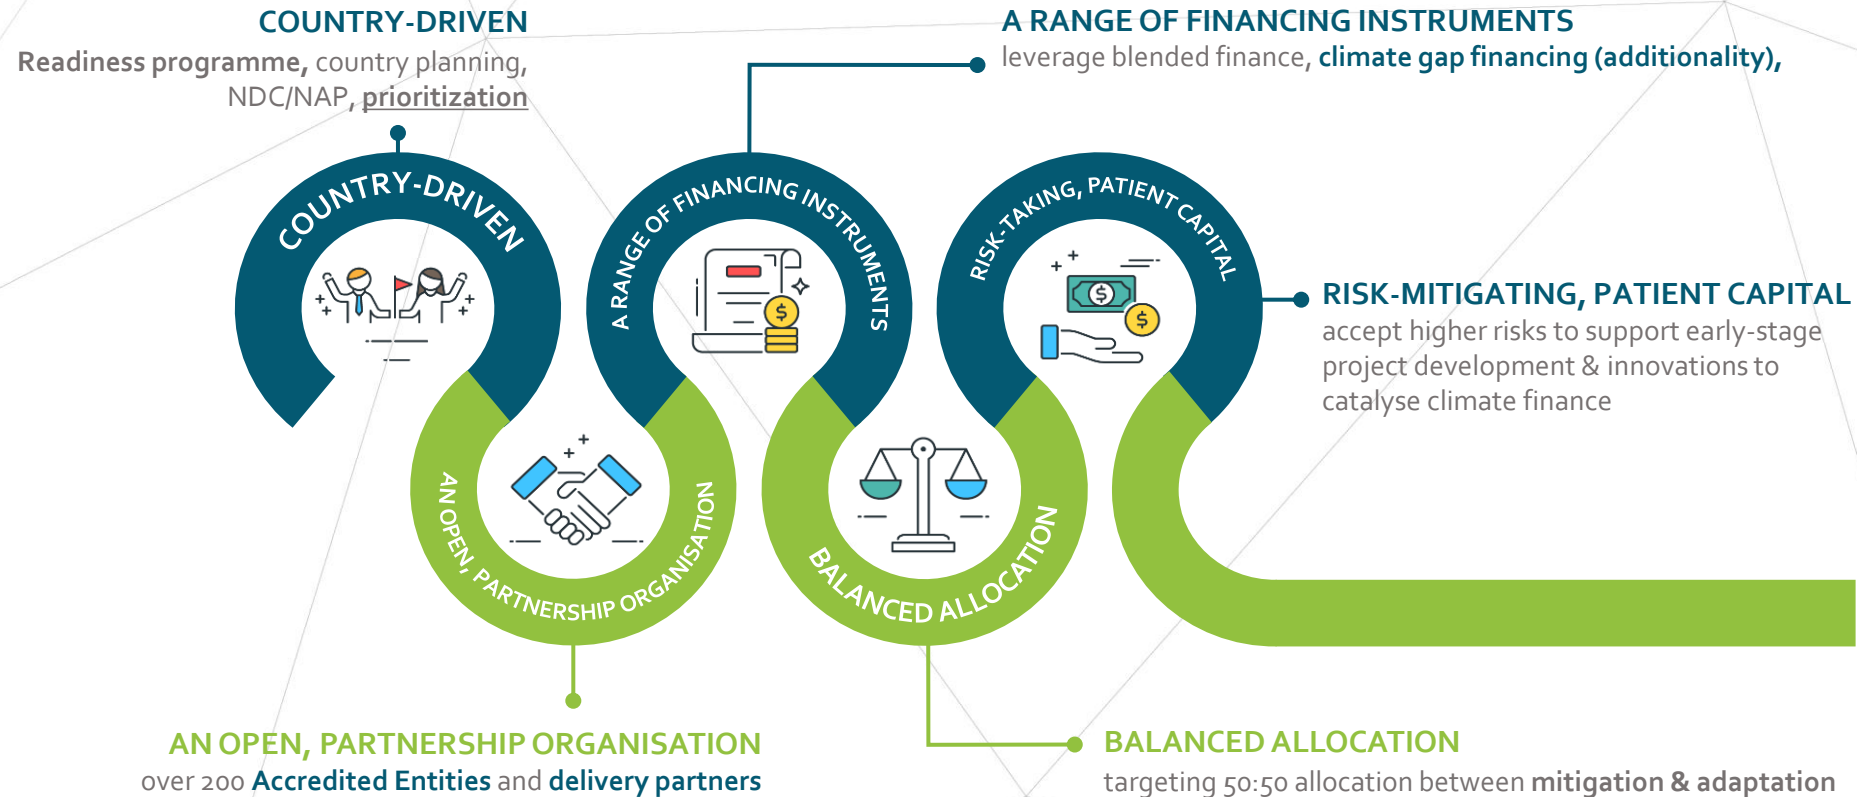 COUNTRY-DRIVEN
Readiness programme, country planning,
NDC/NAP, prioritization
A RANGE OF FINANCING INSTRUMENTS
leverage blended finance, climate gap financing (additionality),
COUNTRY-DRIVEN
A RANGE OF FINANCING INSTRUMENTS
RISK-TAKING, PATIENT CAPITAL
$
$
$
RISK-MITIGATING, PATIENT CAPITAL
accept higher risks to support early-stage
project development & innovations to
catalyse climate finance
AN OPEN, PARTNERSHIP ORGANISATION
BALANCED ALLOCATION
AN OPEN, PARTNERSHIP ORGANISATION
over 200 Accredited Entities and delivery partners
BALANCED ALLOCATION
targeting 50:50 allocation between mitigation & adaptation